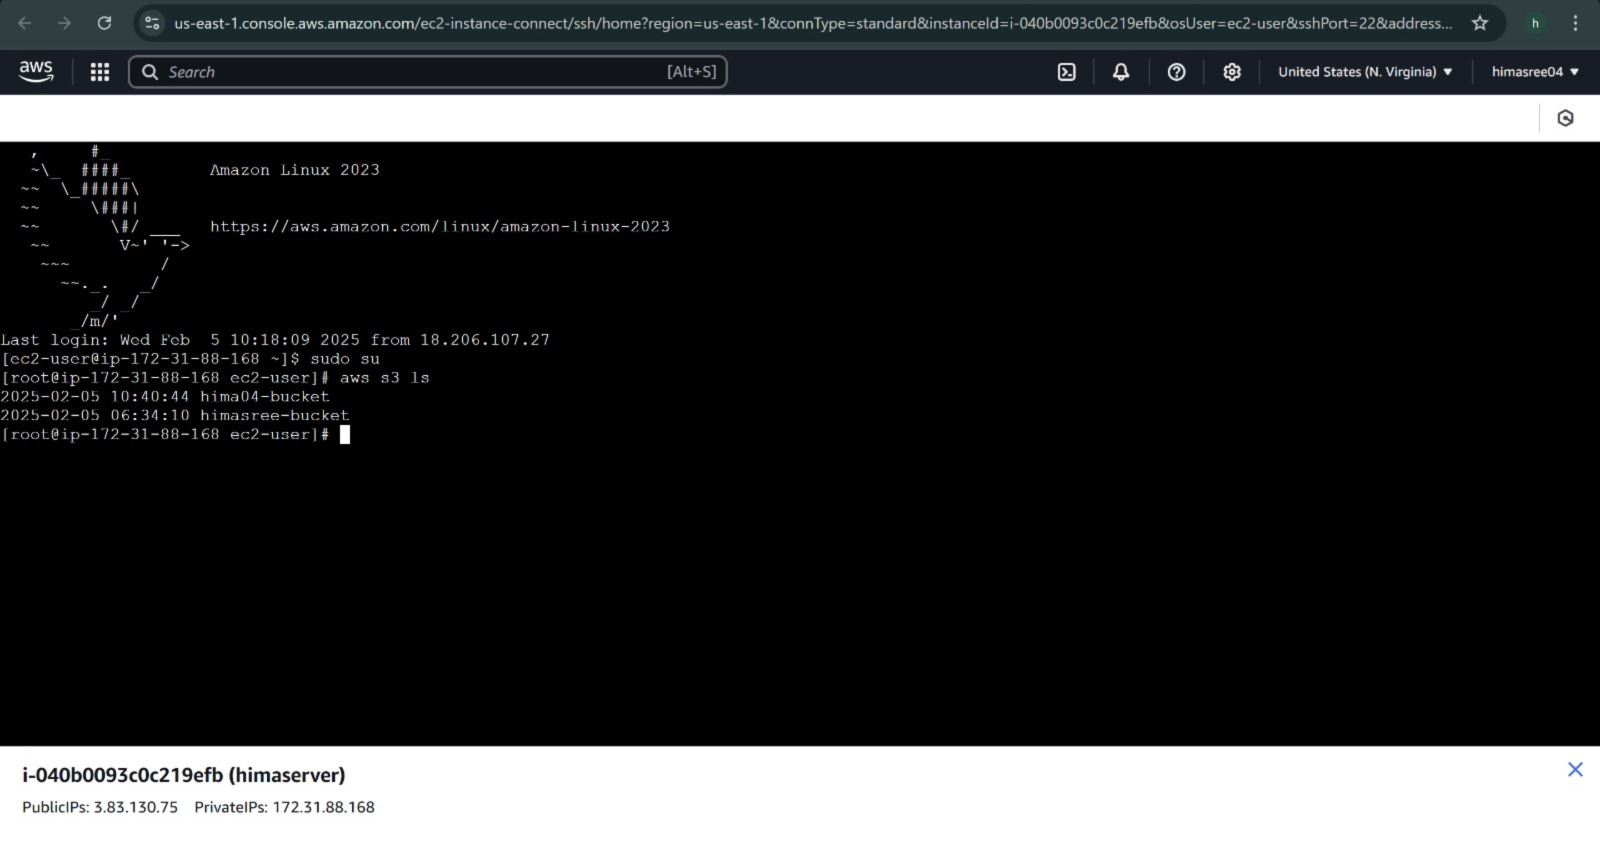 us-east-1.console.aws.amazon.com/ec2-instance-connect/ssh/home?region=us-east-1&connType=standard&instanceId=i-040b0093c0c219efb&osUser=ec2-user&sshPort=22&address...
h
aws
Search
[Alt+S]
United States (N. Virginia) ▼
himasree04 ▼
   ,     #_
   ~\_  ####_        Amazon Linux 2023
  ~~  \_#####\
  ~~     \###|
  ~~       \#/ ___   https://aws.amazon.com/linux/amazon-linux-2023
   ~~       V~' '->
    ~~~         /
      ~~._.   _/
         _/ _/
       _/m/'
Last login: Wed Feb  5 10:18:09 2025 from 18.206.107.27
[ec2-user@ip-172-31-88-168 ~]$ sudo su
[root@ip-172-31-88-168 ec2-user]# aws s3 ls
2025-02-05 10:40:44 hima04-bucket
2025-02-05 06:34:10 himasree-bucket
[root@ip-172-31-88-168 ec2-user]#
i-040b0093c0c219efb (himaserver)
PublicIPs: 3.83.130.75 PrivateIPs: 172.31.88.168